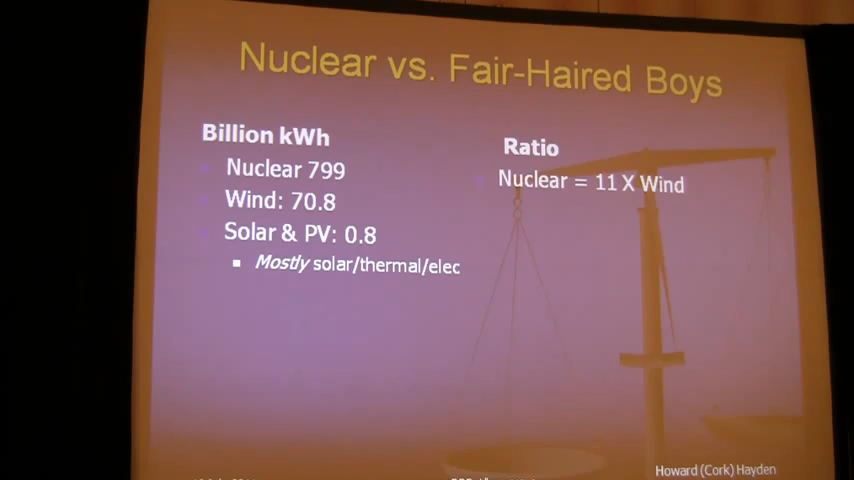 Nuclear vs. Fair-Haired Boys
Billion kWh
Nuclear 799
Wind: 70.8
Solar & PV: 0.8
Mostly solar/thermal/elec
Ratio
Nuclear = 11 X Wind
Howard (Cork) Hayden